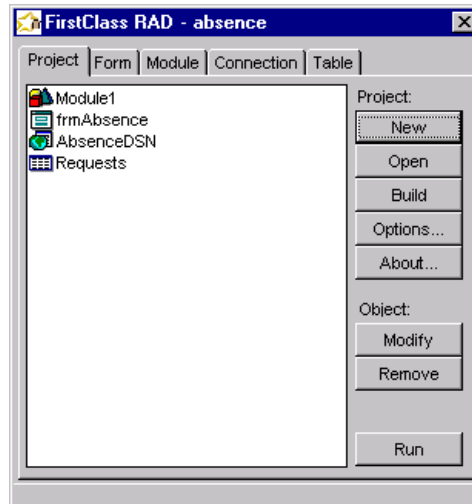 FirstClass RAD - absence
Project Form Module Connection Table
Module1
frmAbsence
AbsenceDSN
Requests
Project:
New
Open
Build
Options...
About...
Object:
Modify
Remove
Run